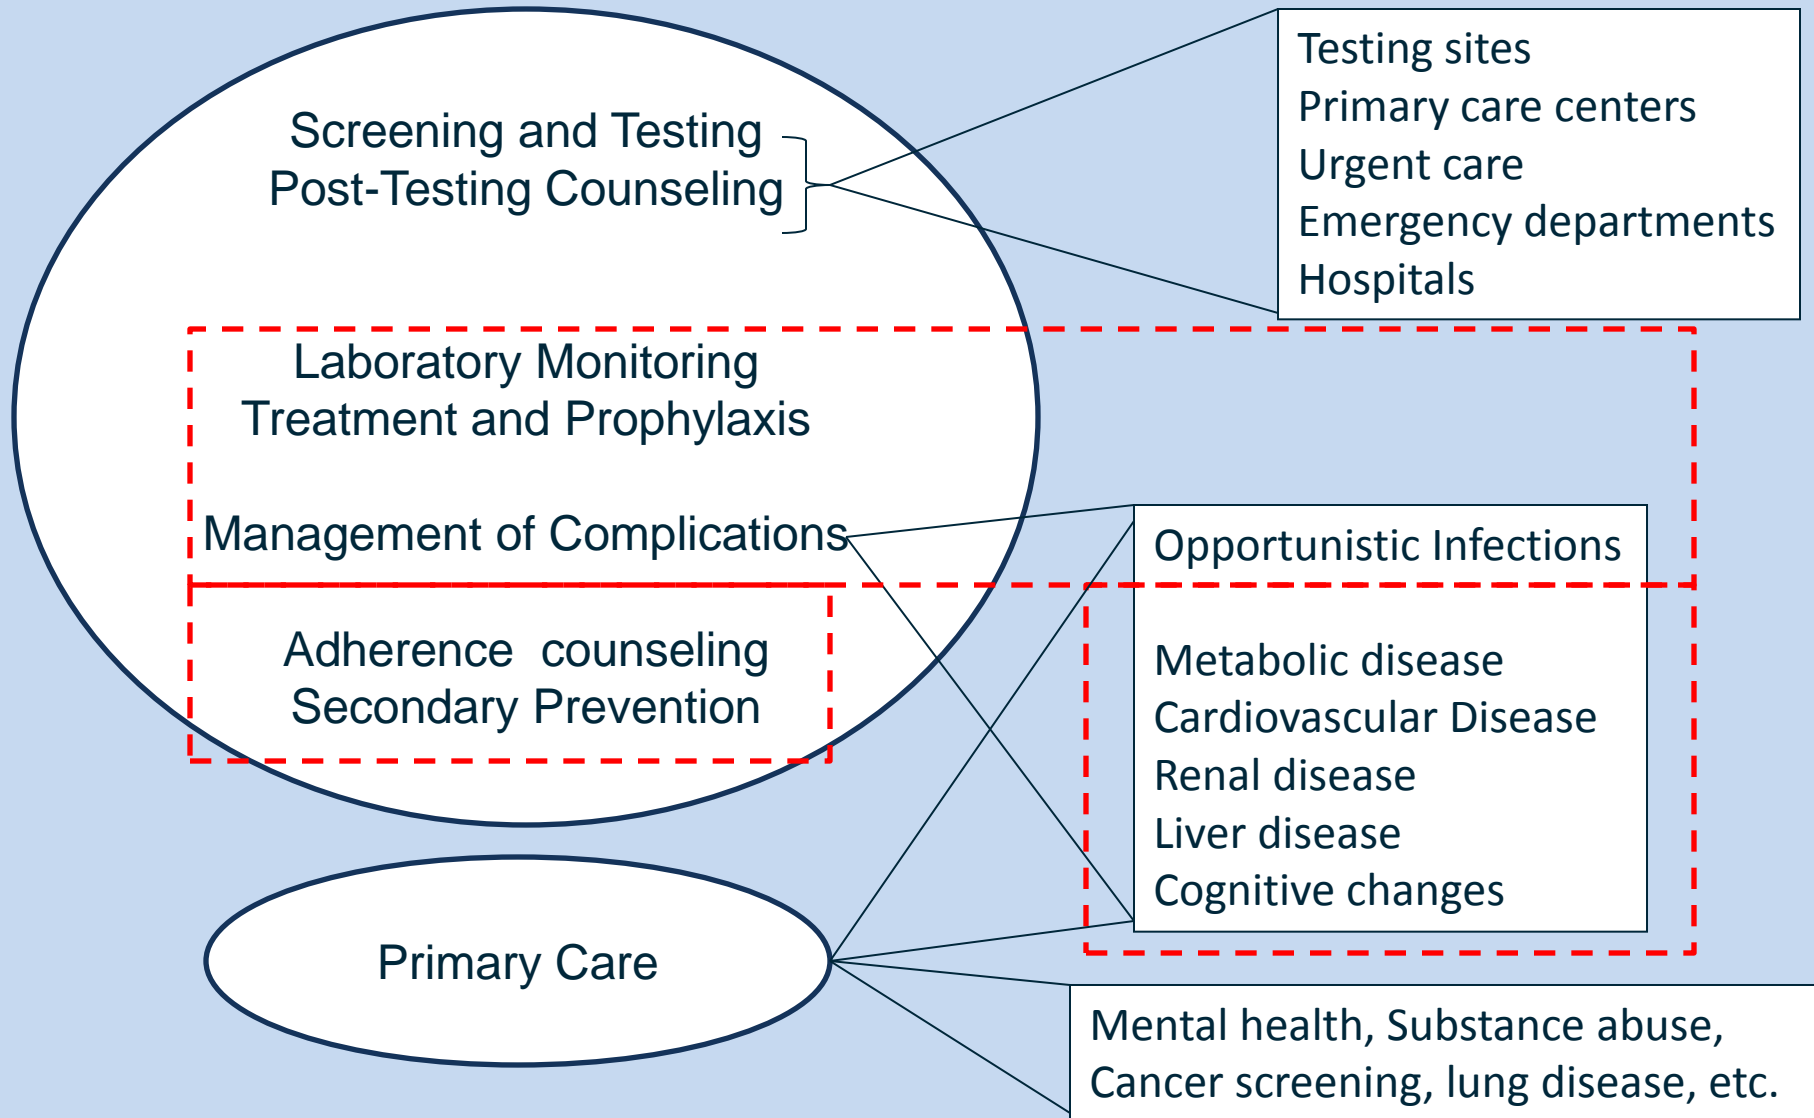 Screening and Testing
Post-Testing Counseling
Testing sites
Primary care centers
Urgent care
Emergency departments
Hospitals
Laboratory Monitoring
Treatment and Prophylaxis
Management of Complications
Adherence counseling
Secondary Prevention
Opportunistic Infections
Metabolic disease
Cardiovascular Disease
Renal disease
Liver disease
Cognitive changes
Primary Care
Mental health, Substance abuse,
Cancer screening, lung disease, etc.